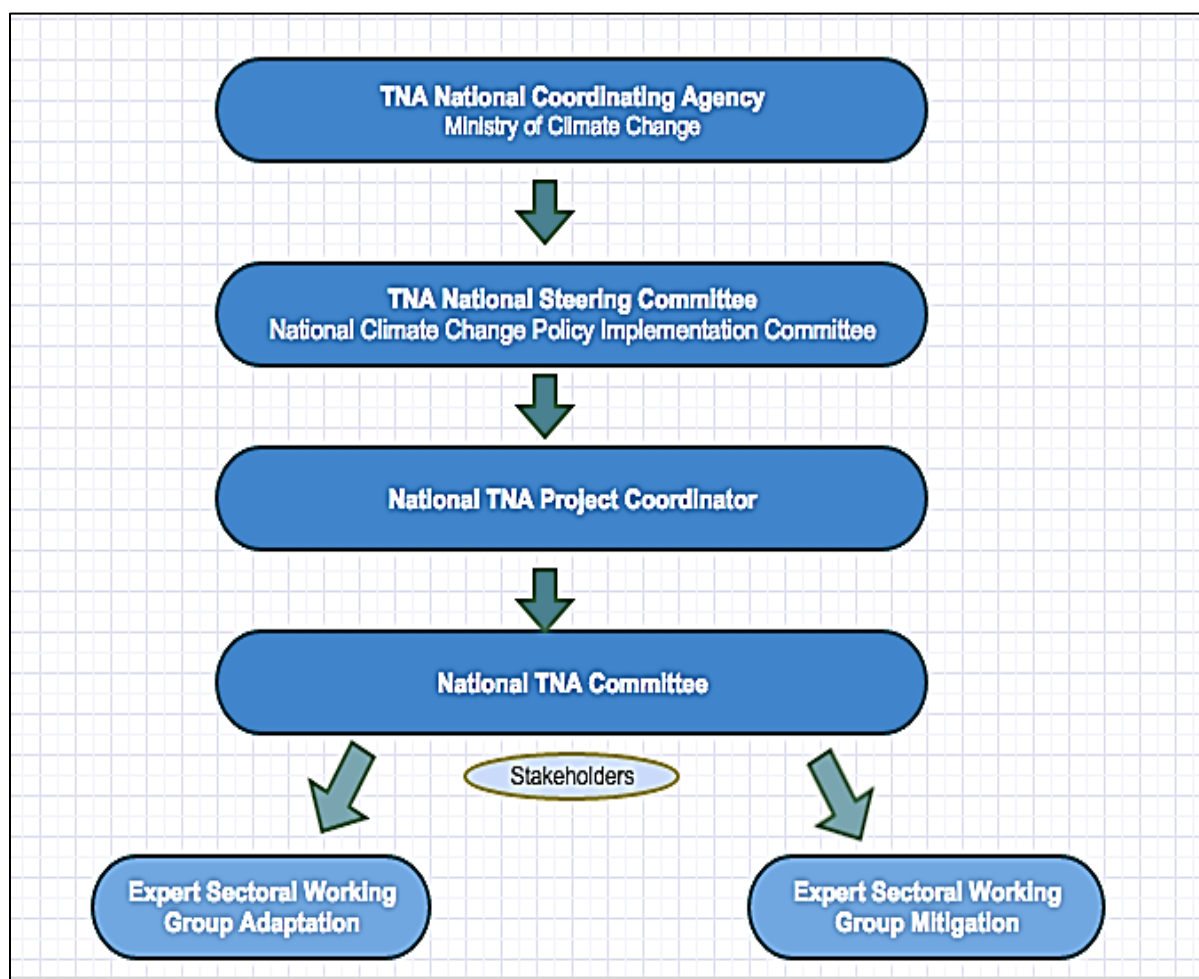 TNA National Coordinating Agency
Ministry of Climate Change
TNA National Steering Committee
National Climate Change Policy Implementation Committee
National TNA Project Coordinator
National TNA Committee
Stakeholders
Expert Sectoral Working
Group Adaptation
Expert Sectoral Working
Group Mitigation